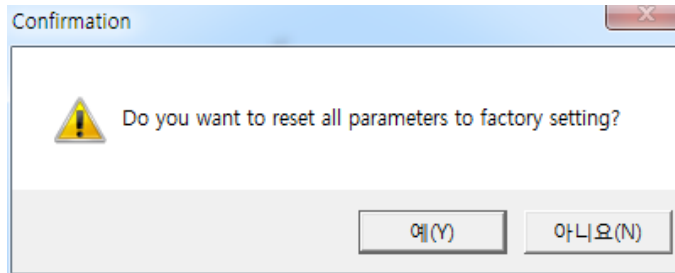 Confirmation
Do you want to reset all parameters to factory setting?
예(Y)
아니요(N)